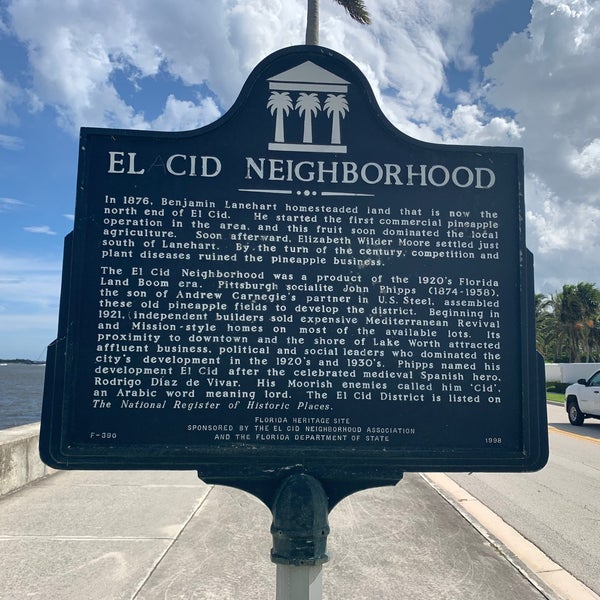 EL CID NEIGHBORHOOD
In 1876, Benjamin Lanehart homesteaded land that is now the
north end of El Cid. He started the first commercial pineapple
operation in the area, and this fruit soon dominated the local
agriculture. Soon afterward, Elizabeth Wilder Moore settled just
south of Lanehart. By the turn of the century, competition and
plant diseases ruined the pineapple business.
The El Cid Neighborhood was a product of the 1920's Florida
Land Boom era. Pittsburgh socialite John Phipps (1874-1958),
the son of Andrew Carnegie's partner in U.S. Steel, assembled
these old pineapple fields to develop the district. Beginning in
1921, independent builders sold expensive Mediterranean Revival
and Mission-style homes on most of the available lots. Its
proximity to downtown and the shore of Lake Worth attracted
affluent business, political and social leaders who dominated the
city's development in the 1920's and 1930's. Phipps named his
development El Cid after the celebrated medieval Spanish hero,
Rodrigo Diaz de Vivar. His Moorish enemies called him 'Cid',
an Arabic word meaning lord. The El Cid District is listed on
The National Register of Historic Places.
FLORIDA HERITAGE SITE
SPONSORED BY THE EL CID NEIGHBORHOOD ASSOCIATION
AND THE FLORIDA DEPARTMENT OF STATE
F-390 1998